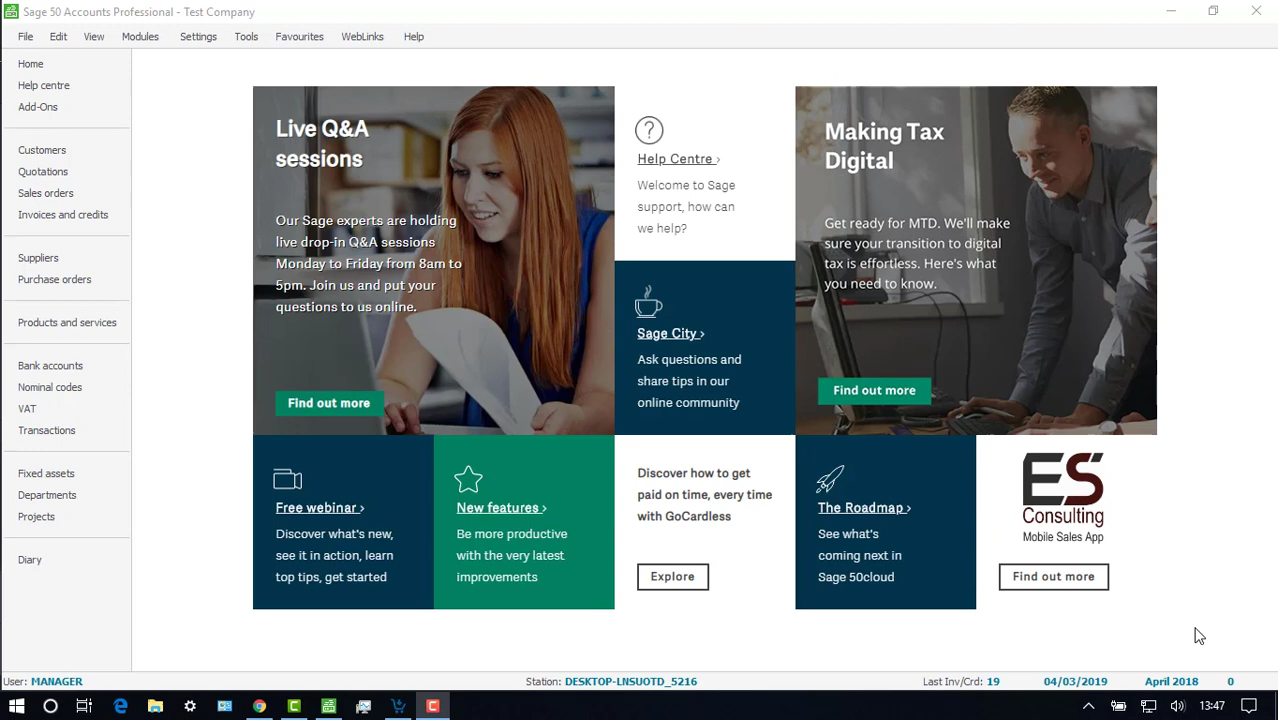 Sage 50 Accounts Professional - Test Company
File Edit View Modules Settings Tools Favourites WebLinks Help
Home
Help centre
Add-Ons
Customers
Quotations
Sales orders
Invoices and credits
Suppliers
Purchase orders
Products and services
Bank accounts
Nominal codes
VAT
Transactions
Fixed assets
Departments
Projects
Diary
Live Q&A
sessions
Our Sage experts are holding
live drop-in Q&A sessions
Monday to Friday from 8am to
5pm. Join us and put your
questions to us online.
Find out more
Help Centre ›
Welcome to Sage
support, how can
we help?
Sage City ›
Ask questions and
share tips in our
online community
Making Tax
Digital
Get ready for MTD. We'll make
sure your transition to digital
tax is effortless. Here's what
you need to know.
Find out more
Free webinar ›
Discover what's new,
see it in action, learn
top tips, get started
New features ›
Be more productive
with the very latest
improvements
Discover how to get
paid on time, every time
with GoCardless
Explore
The Roadmap ›
See what's
coming next in
Sage 50cloud
ES
Consulting
Mobile Sales App
Find out more
User: MANAGER Station: DESKTOP-LNSUOTD_5216 Last Inv/Crd: 19 04/03/2019 April 2018 0
13:47